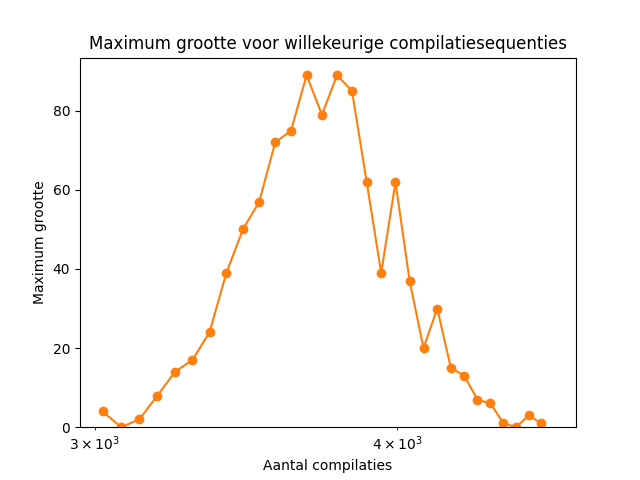 Maximum grootte voor willekeurige compilatiesequenties
Maximum grootte
80
60
40
20
0
3 × 10³
4 × 10³
Aantal compilaties